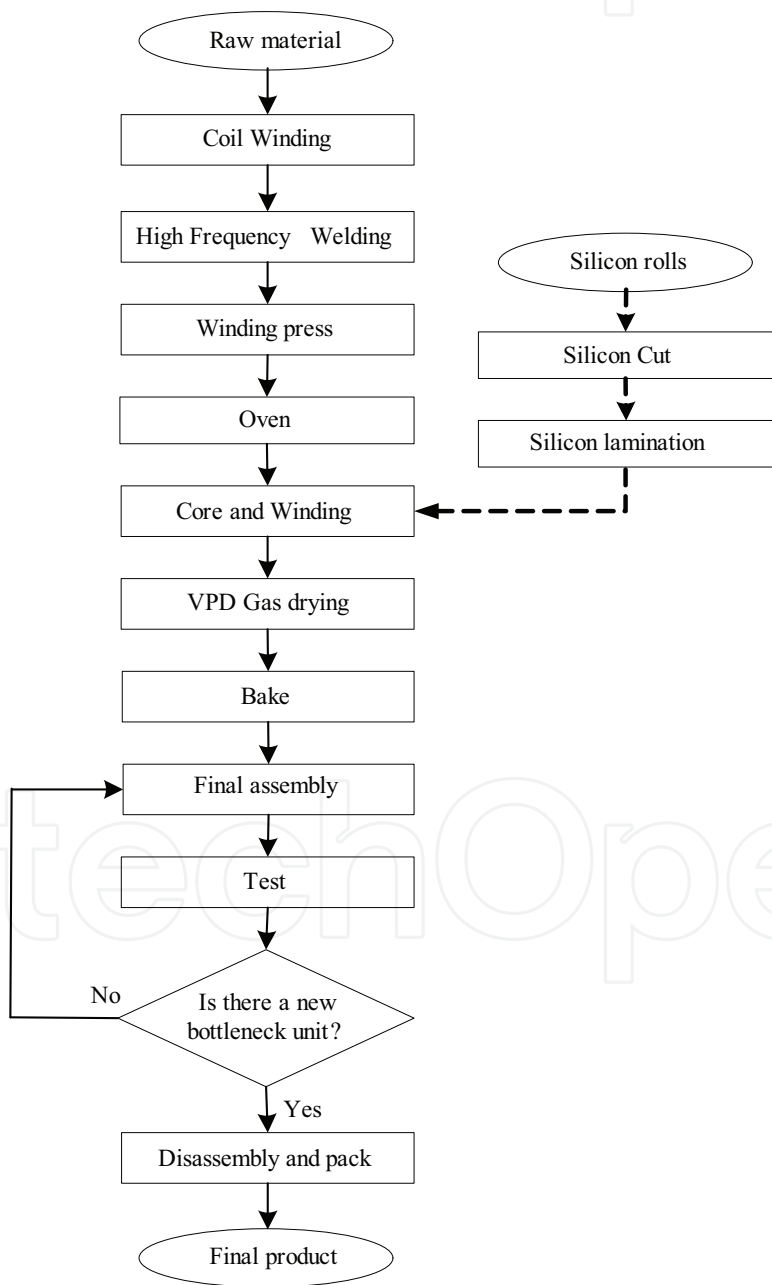 Raw material
Coil Winding
High Frequency Welding
Winding press
Oven
Core and Winding
VPD Gas drying
Bake
Final assembly
Test
Is there a new
bottleneck unit?
No
Yes
Disassembly and pack
Final product
Silicon rolls
Silicon Cut
Silicon lamination
techOpe